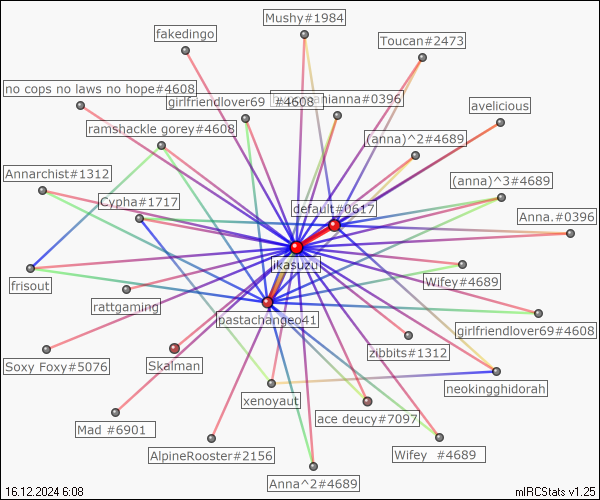 Mushy#1984
fakedingo
Toucan#2473
no cops no laws no hope#4608
girlfriendlover69 #4608
anianna#0396
avelicious
ramshackle gorey#4608
(anna)^2#4689
Annarchist#1312
(anna)^3#4689
Cypha#1717
default#0617
Anna.#0396
ikasuzu
frisout
Wifey#4689
rattgaming
pastachangeo41
girlfriendlover69#4608
zibbits#1312
Soxy Foxy#5076
Skalman
neokingghidorah
xenoyaut
ace deucy#7097
Mad #6901
AlpineRooster#2156
Wifey #4689
Anna^2#4689
16.12.2024 6:08
mIRCStats v1.25